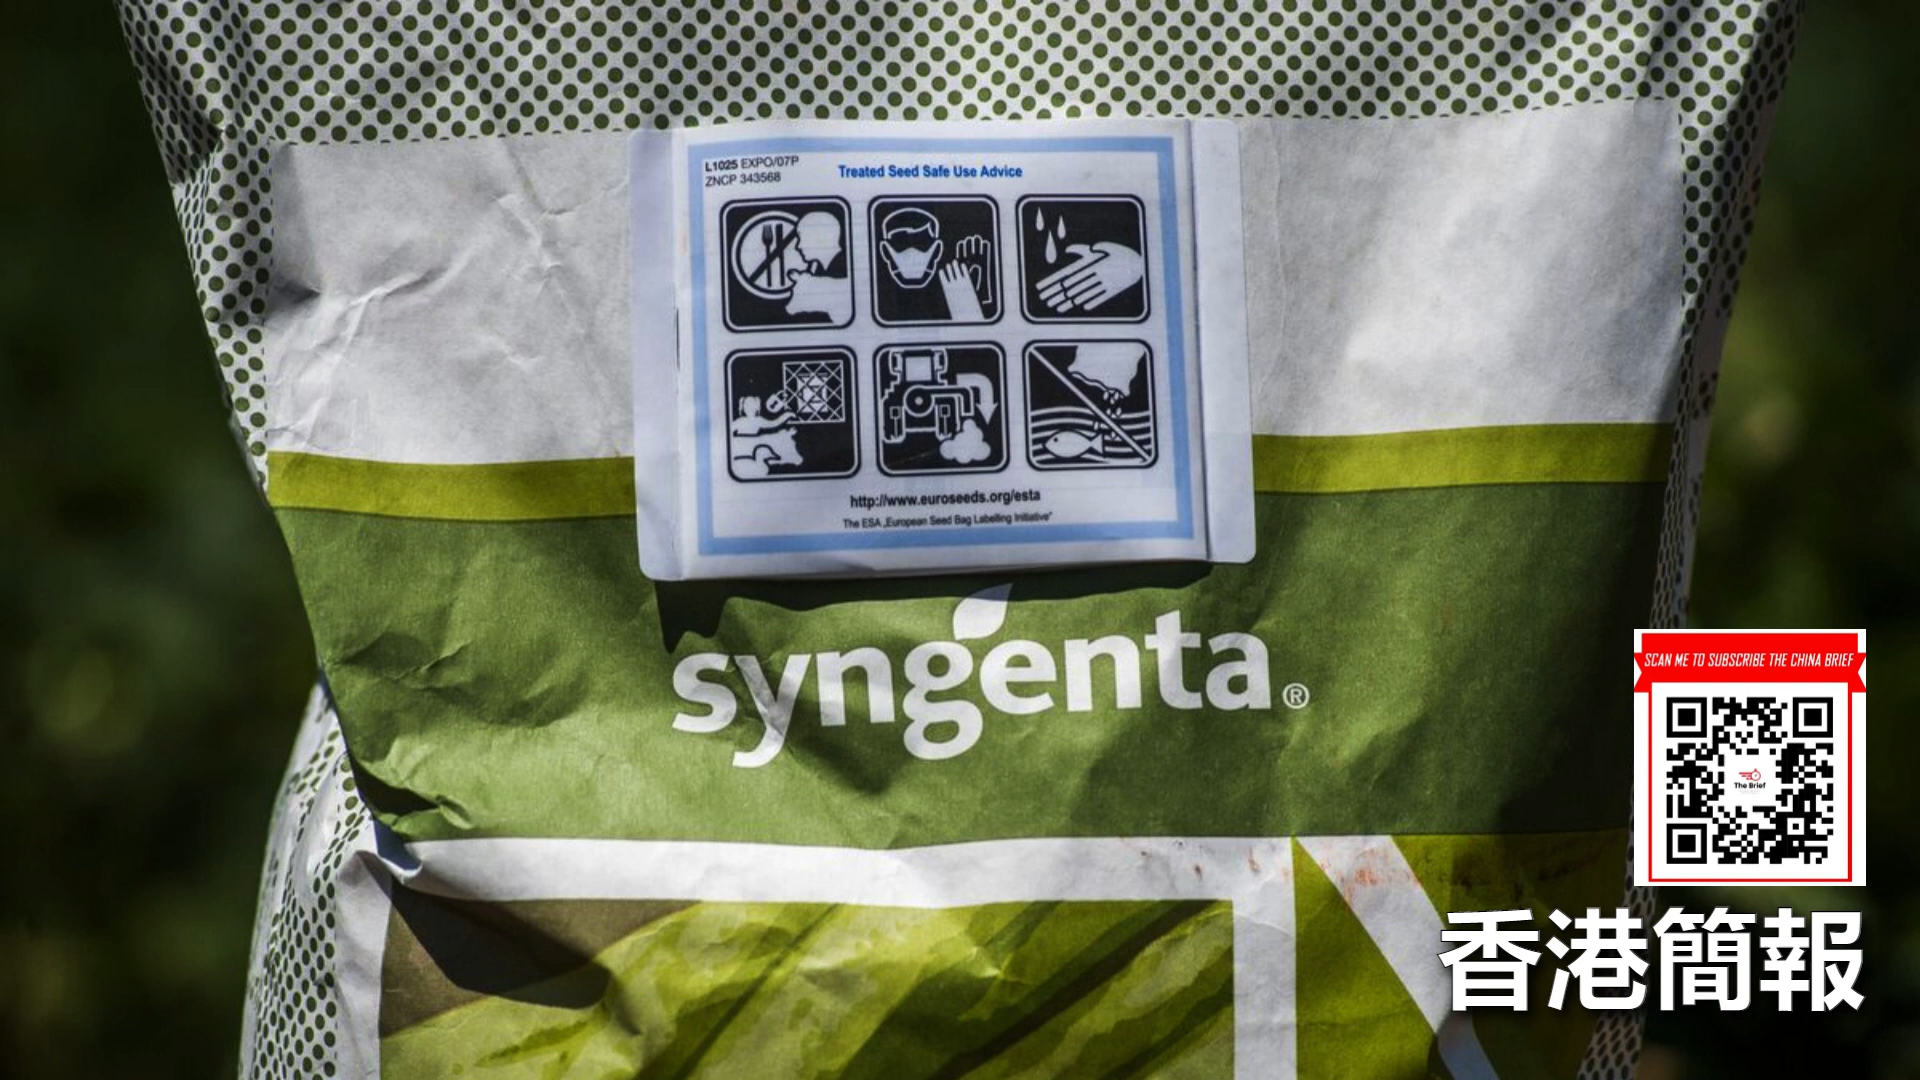 L1025 EXPO/07P
ZNCP 343568
Treated Seed Safe Use Advice
http://www.euroseeds.org/esta
The ESA „European Seed Bag Labelling Initiative"
syngenta®
SCAN ME TO SUBSCRIBE THE CHINA BRIEF
The Brief
香港簡報